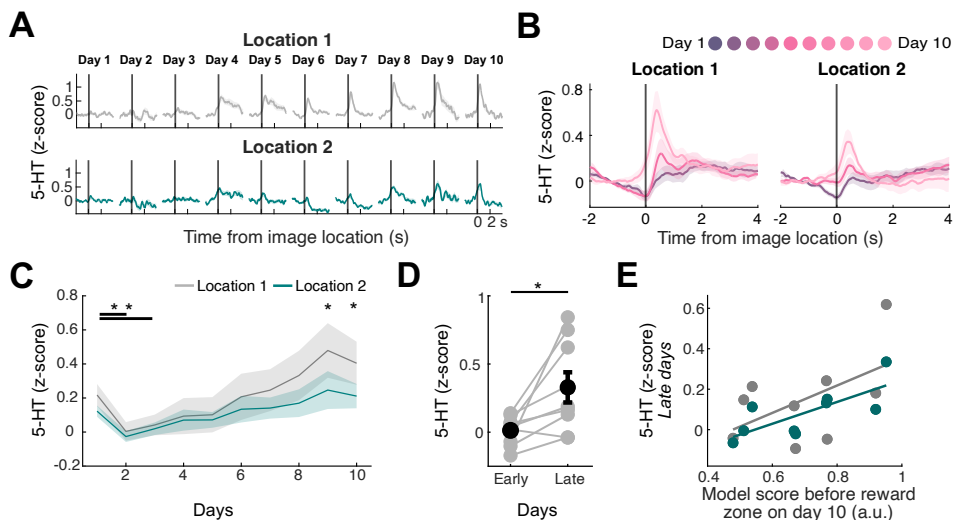 A
Location 1
Day 1 Day 2 Day 3 Day 4 Day 5 Day 6 Day 7 Day 8 Day 9 Day 10
1
0
Location 2
1
0
5-HT (z-score)
0 2 s
Time from image location (s)
B
Day 1 Day 10
Location 1 Location 2
5-HT (z-score)
0.8
0.4
0
-2 0 2 4 -2 0 2 4
Time from image location (s)
C
Location 1 Location 2
5-HT (z-score)
0.8
0.6
0.4
0.2
0
-0.2
* * * *
2 4 6 8 10
Days
D
*
5-HT (z-score)
1
0.5
0
Early Late
Days
E
5-HT (z-score)
Late days
0.8
0.6
0.4
0.2
0
-0.2
0.4 0.6 0.8 1
Model score before reward
zone on day 10 (a.u.)